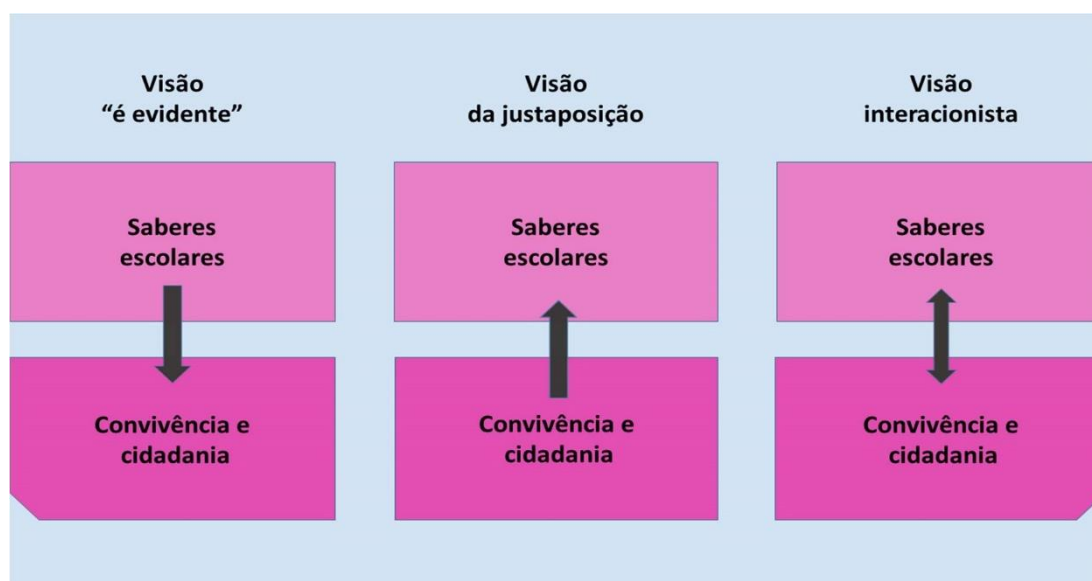 Visão
“é evidente”
Saberes
escolares
Convivência e
cidadania
Visão
da justaposição
Saberes
escolares
Convivência e
cidadania
Visão
interacionista
Saberes
escolares
Convivência e
cidadania